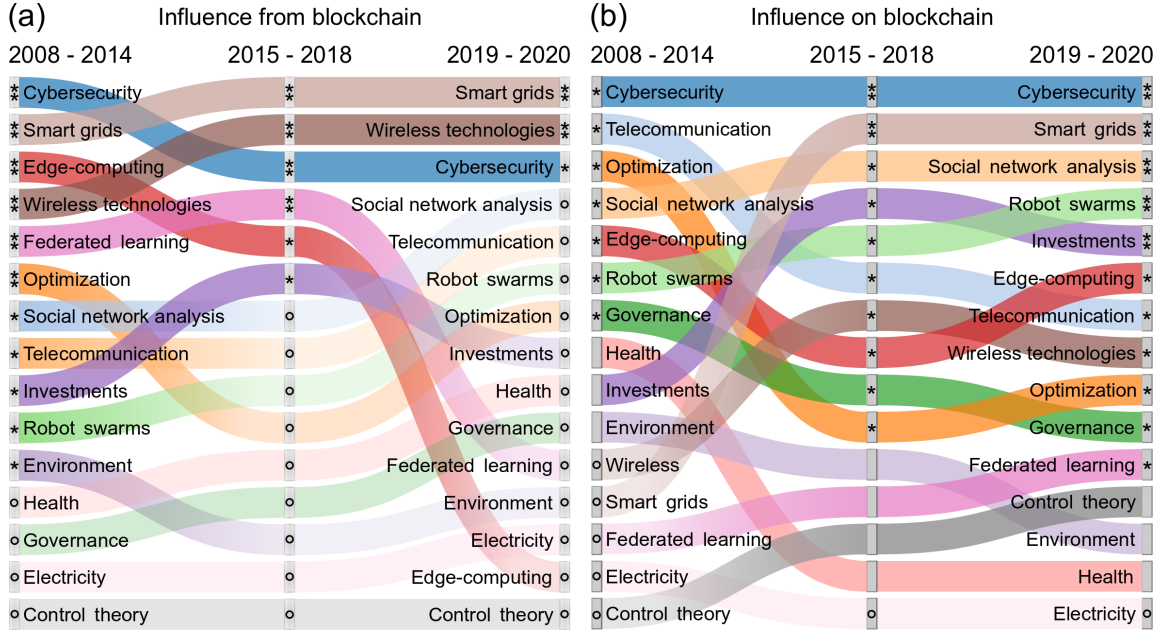 (a)
Influence from blockchain
2008 - 2014
2015 - 2018
2019 - 2020
Cybersecurity
Smart grids
Edge-computing
Wireless technologies
Federated learning
Optimization
Social network analysis
Telecommunication
Investments
Robot swarms
Environment
Health
Governance
Electricity
Control theory
Smart grids
Wireless technologies
Cybersecurity
Social network analysis
Telecommunication
Robot swarms
Optimization
Investments
Health
Governance
Federated learning
Environment
Electricity
Edge-computing
Control theory
(b)
Influence on blockchain
2008 - 2014
2015 - 2018
2019 - 2020
Cybersecurity
Telecommunication
Optimization
Social network analysis
Edge-computing
Robot swarms
Governance
Health
Investments
Environment
Wireless
Smart grids
Federated learning
Electricity
Control theory
Cybersecurity
Smart grids
Social network analysis
Robot swarms
Investments
Edge-computing
Telecommunication
Wireless technologies
Optimization
Governance
Federated learning
Control theory
Environment
Health
Electricity